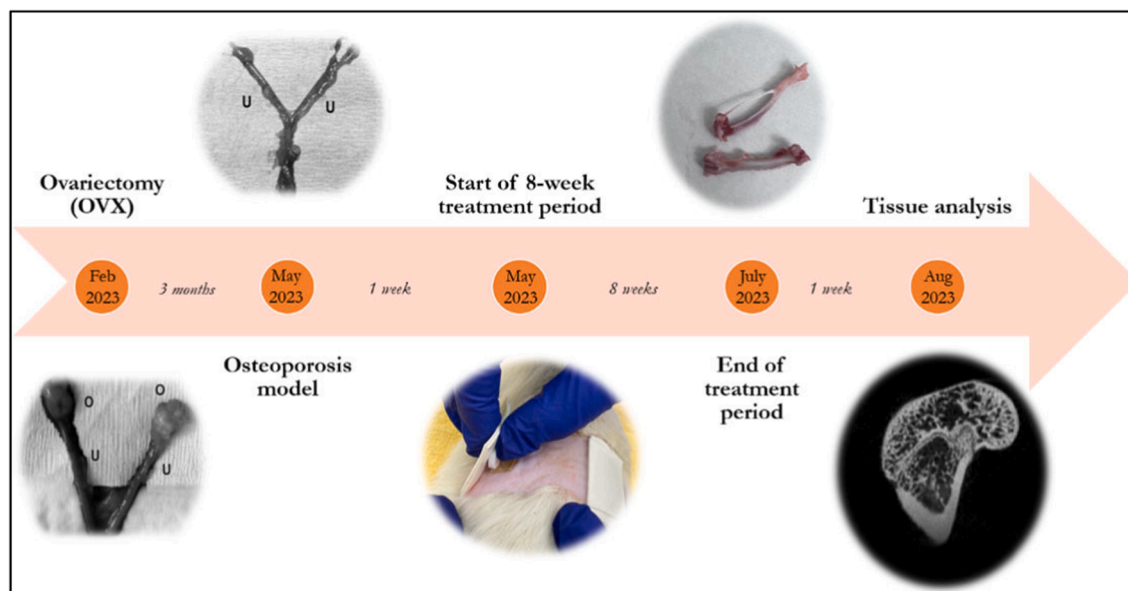 U
U
Ovariectomy
(OVX)
Start of 8-week
treatment period
Tissue analysis
Feb
2023
3 months
May
2023
1 week
May
2023
8 weeks
July
2023
1 week
Aug
2023
Osteoporosis
model
End of
treatment
period
O
O
U
U